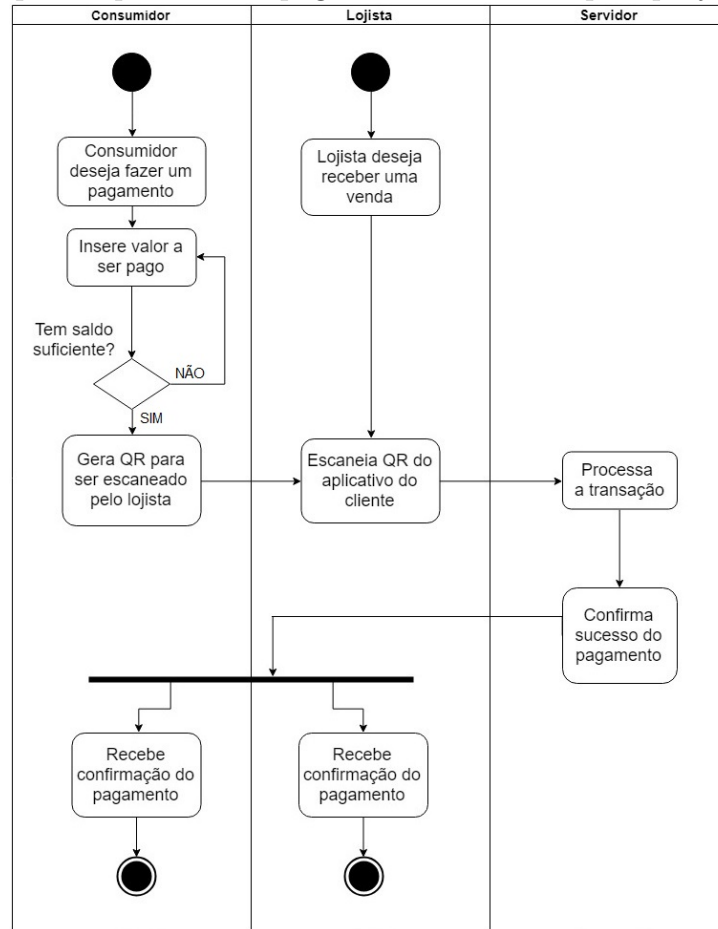 Consumidor
Lojista
Servidor
Consumidor
deseja fazer um
pagamento
Lojista deseja
receber uma
venda
Insere valor a
ser pago
Tem saldo
suficiente?
NÃO
SIM
Gera QR para
ser escaneado
pelo lojista
Escaneia QR do
aplicativo do
cliente
Processa
a transação
Confirma
sucesso do
pagamento
Recebe
confirmação do
pagamento
Recebe
confirmação do
pagamento